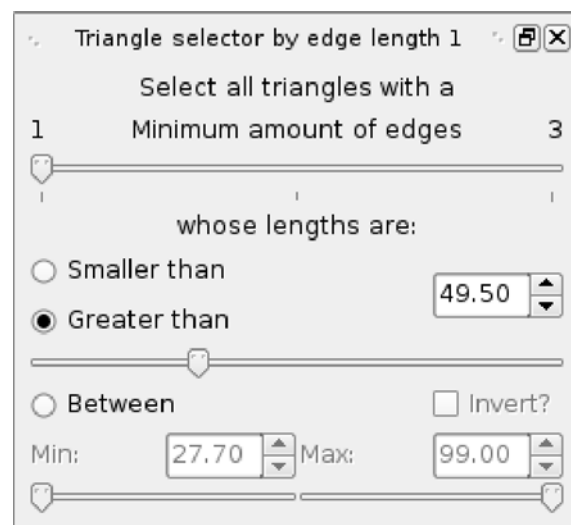 Triangle selector by edge length 1
Select all triangles with a
1 Minimum amount of edges 3
whose lengths are:
Smaller than
49.50
Greater than
Between Invert?
Min: 27.70 Max: 99.00